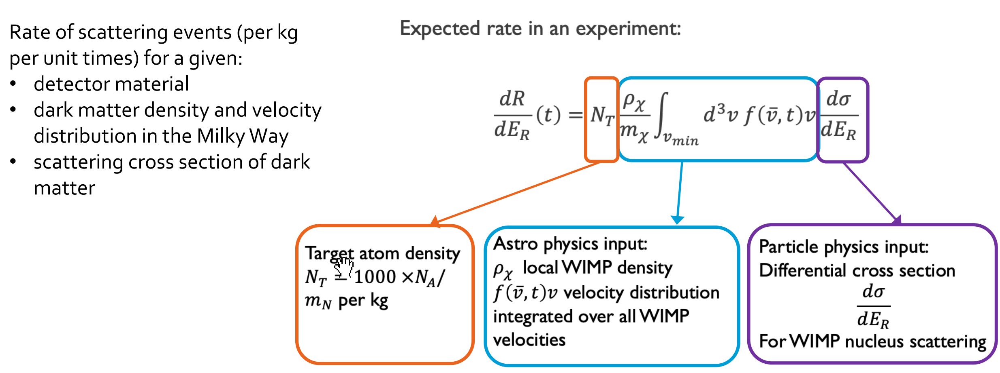 Rate of scattering events (per kg
per unit times) for a given:
• detector material
• dark matter density and velocity
distribution in the Milky Way
• scattering cross section of dark
matter
Expected rate in an experiment:
dR/dE_R (t) = N_T ρ_χ/m_χ ∫_{v_min} d³v f(v̄, t)v dσ/dE_R
Target atom density
N_T = 1000 ×N_A/
m_N per kg
Astro physics input:
ρ_χ local WIMP density
f(v̄, t)v velocity distribution
integrated over all WIMP
velocities
Particle physics input:
Differential cross section
dσ/dE_R
For WIMP nucleus scattering